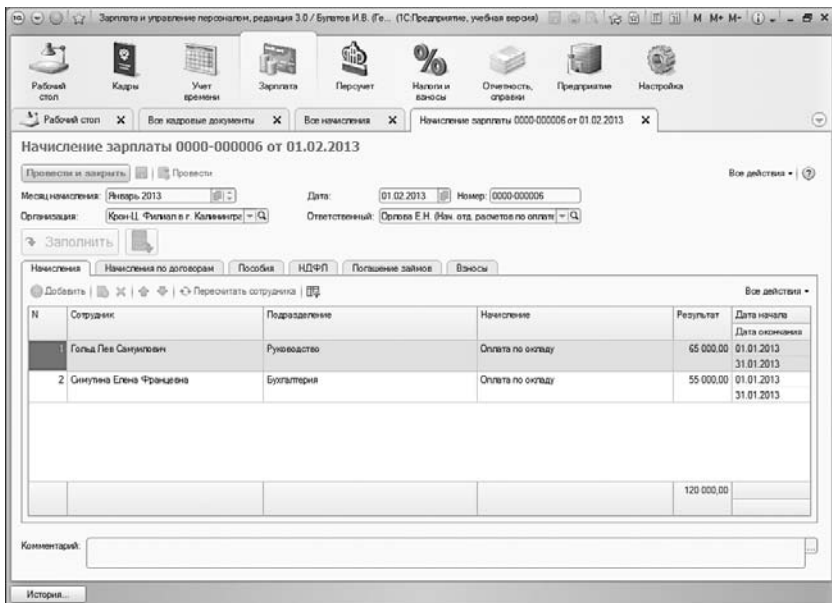 Зарплата и управление персоналом, редакция 3.0 / Булатов И.В. (Ге... (1С:Предприятие, учебная версия) M M+ M-
Рабочий стол
Кадры
Учет времени
Зарплата
Персучет
Налоги и взносы
Отчетность, справки
Предприятие
Настройка
Рабочий стол Все кадровые документы Все начисления Начисление зарплаты 0000-000006 от 01.02.2013
Начисление зарплаты 0000-000006 от 01.02.2013
Провести и закрыть Провести Все действия
Месяц начисления: Январь 2013 Дата: 01.02.2013 Номер: 0000-000006
Организация: Крон-Ц. Филиал в г. Калинингра Ответственный: Орлова Е.Н. (Нач. отд. расчетов по оплат
Заполнить
Начисления Начисления по договорам Пособия НДФЛ Погашение займов Взносы
Добавить Пересчитать сотрудника Все действия
N Сотрудник Подразделение Начисление Результат Дата начала
Дата окончания
1 Гольд Лев Самуилович Руководство Оплата по окладу 65 000,00 01.01.2013
31.01.2013
2 Симутина Елена Францевна Бухгалтерия Оплата по окладу 55 000,00 01.01.2013
31.01.2013
120 000,00
Комментарий:
История...